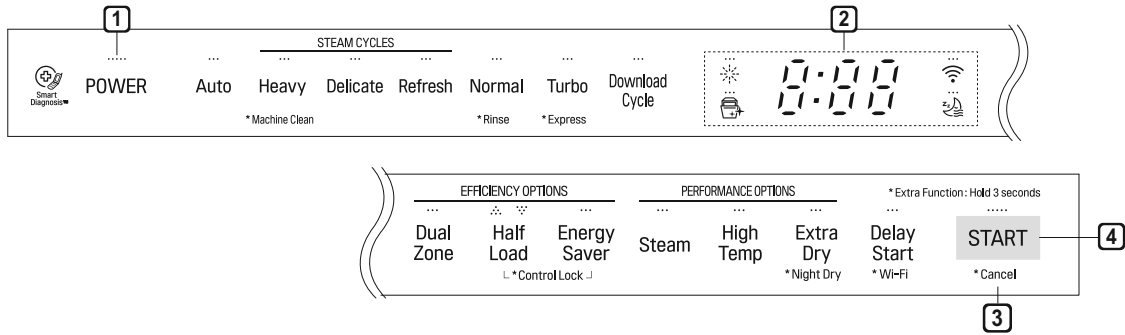 1
2
STEAM CYCLES
Smart
Diagnosis
POWER
Auto
Heavy
Delicate
Refresh
Normal
Turbo
Download
Cycle
8:88
* Machine Clean
* Rinse
* Express
EFFICIENCY OPTIONS
PERFORMANCE OPTIONS
* Extra Function : Hold 3 seconds
Dual
Zone
Half
Load
Energy
Saver
Steam
High
Temp
Extra
Dry
Delay
Start
START
4
* Control Lock
* Night Dry
* Wi-Fi
* Cancel
3